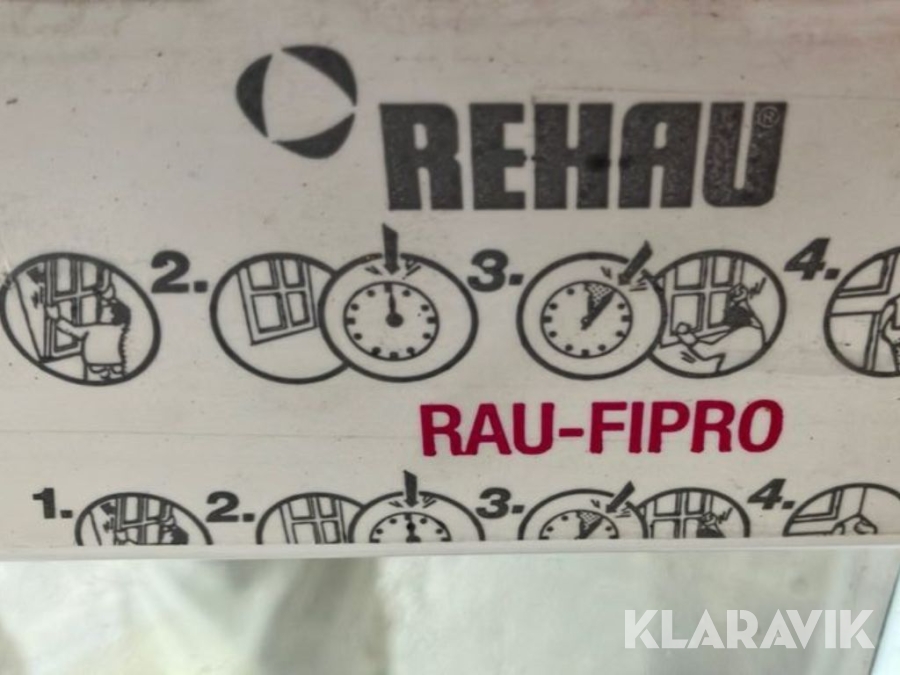 REHAU®
2. 3. 4.
RAU-FIPRO
1. 2. 3. 4.
KLARAVIK